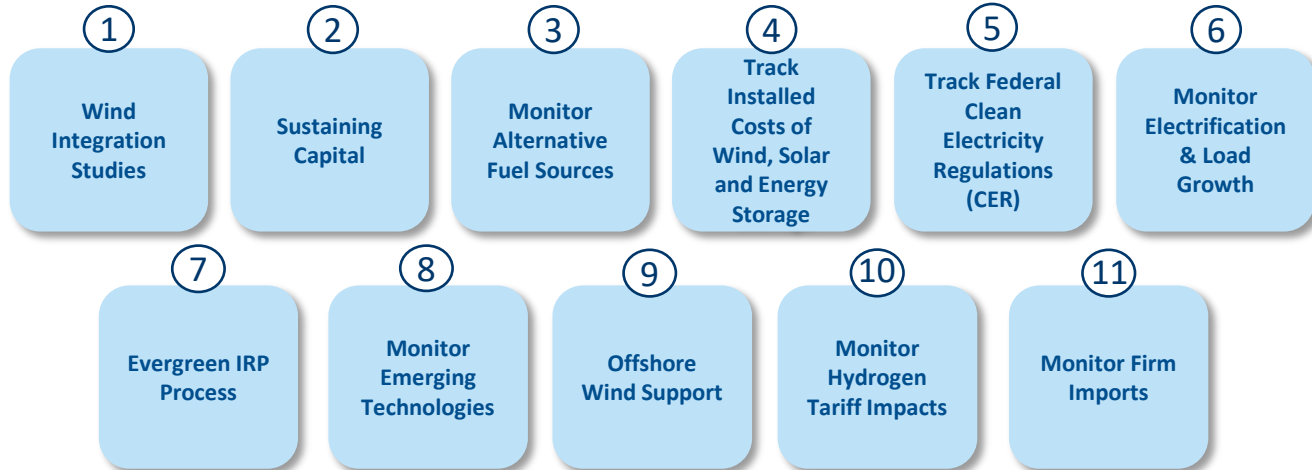 1
Wind
Integration
Studies
2
Sustaining
Capital
3
Monitor
Alternative
Fuel Sources
4
Track
Installed
Costs of
Wind, Solar
and Energy
Storage
5
Track Federal
Clean
Electricity
Regulations
(CER)
6
Monitor
Electrification
& Load
Growth
7
Evergreen IRP
Process
8
Monitor
Emerging
Technologies
9
Offshore
Wind Support
10
Monitor
Hydrogen
Tariff Impacts
11
Monitor Firm
Imports